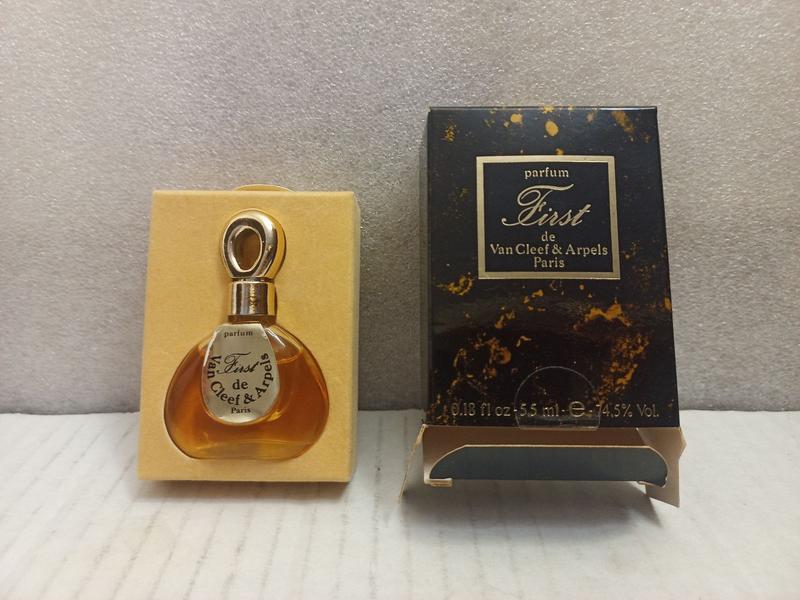 parfum
First
de
Van Cleef & Arpels
Paris
parfum
First
de
Van Cleef & Arpels
Paris
0.18 fl oz - 5.5 ml - ℮ - 74.5% Vol.